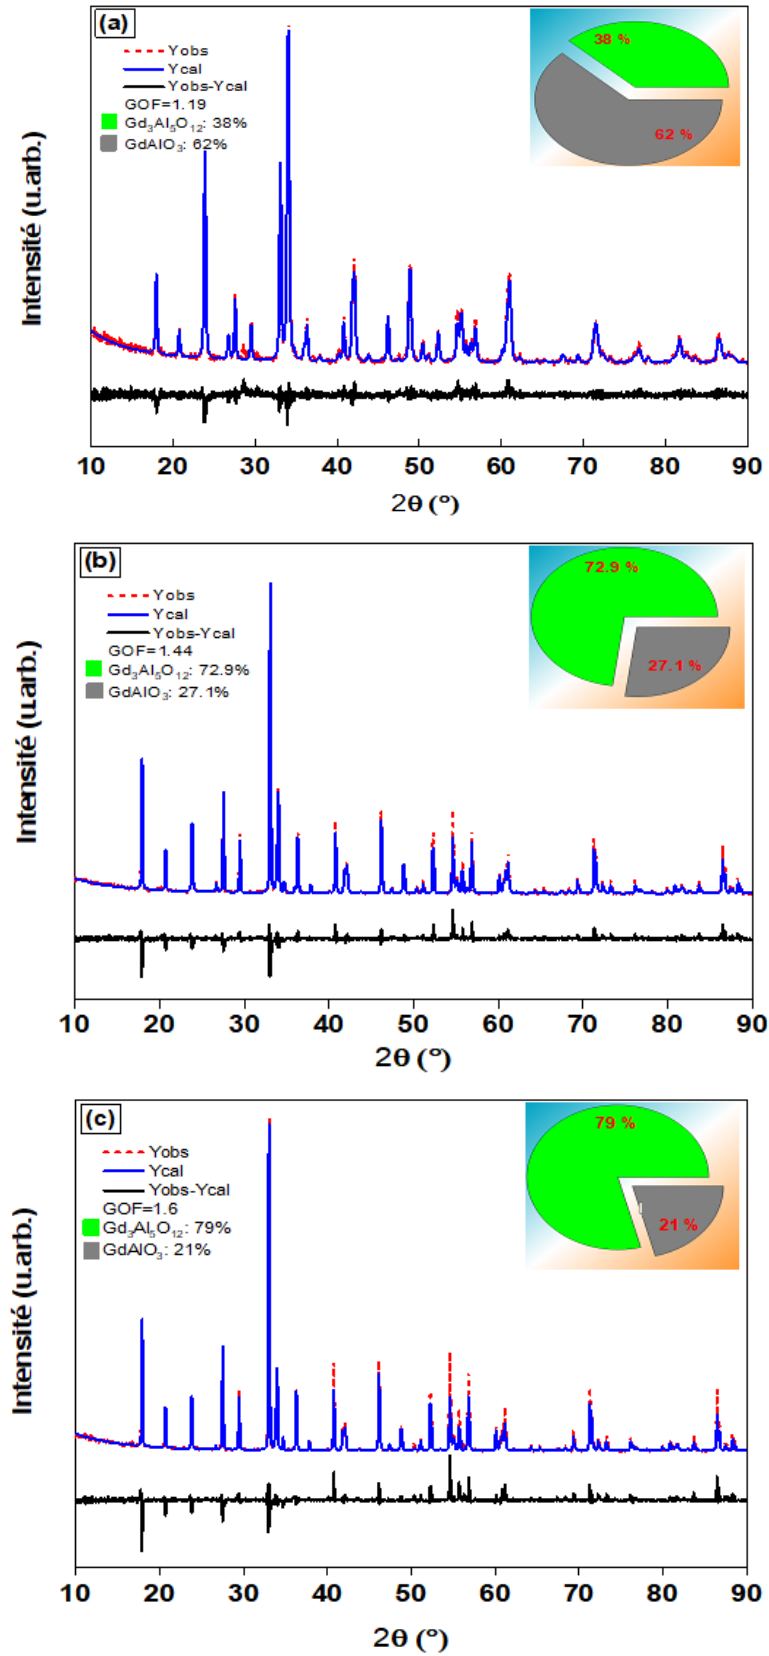 (a)
Yobs
Ycal
Yobs-Ycal
GOF=1.19
Gd₃Al₅O₁₂: 38%
GdAlO₃: 62%
38 %
62 %
Intensité (u.arb.)
10 20 30 40 50 60 70 80 90
2θ (°)
(b)
Yobs
Ycal
Yobs-Ycal
GOF=1.44
Gd₃Al₅O₁₂: 72.9%
GdAlO₃: 27.1%
72.9 %
27.1 %
Intensité (u.arb.)
10 20 30 40 50 60 70 80 90
2θ (°)
(c)
Yobs
Ycal
Yobs-Ycal
GOF=1.6
Gd₃Al₅O₁₂: 79%
GdAlO₃: 21%
79 %
21 %
Intensité (u.arb.)
10 20 30 40 50 60 70 80 90
2θ (°)